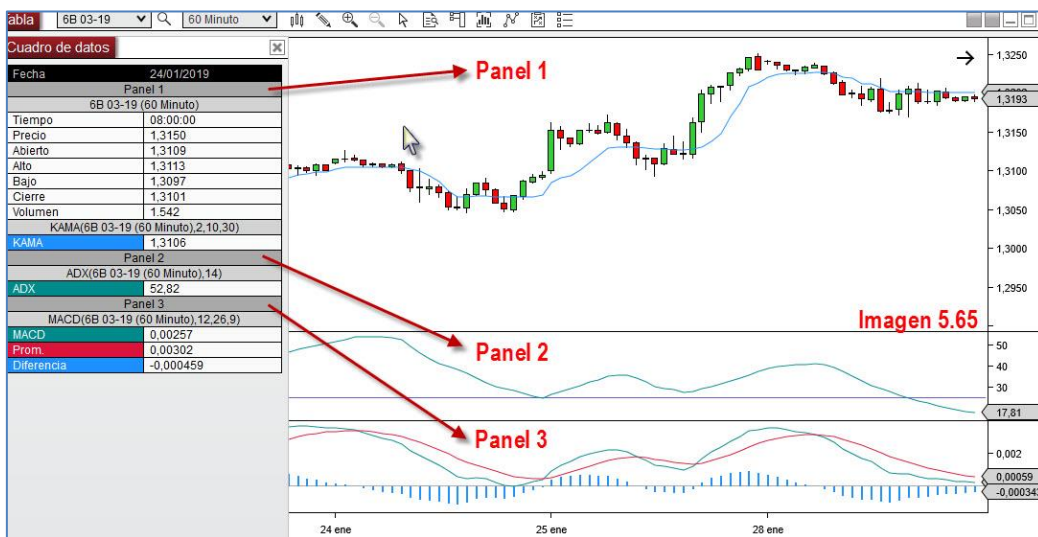 abla 6B 03-19 60 Minuto
Cuadro de datos
Fecha 24/01/2019
Panel 1
6B 03-19 (60 Minuto)
Tiempo 08:00:00
Precio 1,3150
Abierto 1,3109
Alto 1,3113
Bajo 1,3097
Cierre 1,3101
Volumen 1.542
KAMA(6B 03-19 (60 Minuto),2,10,30)
KAMA 1,3106
Panel 2
ADX(6B 03-19 (60 Minuto),14)
ADX 52,82
Panel 3
MACD(6B 03-19 (60 Minuto),12,26,9)
MACD 0,00257
Prom. 0,00302
Diferencia -0,000459
Panel 1
1,3250
1,3193
1,3150
1,3100
1,3050
1,3000
1,2950
Imagen 5.65
Panel 2
50
40
30
17,81
Panel 3
0,002
0,00059
-0,000343
24 ene 25 ene 28 ene